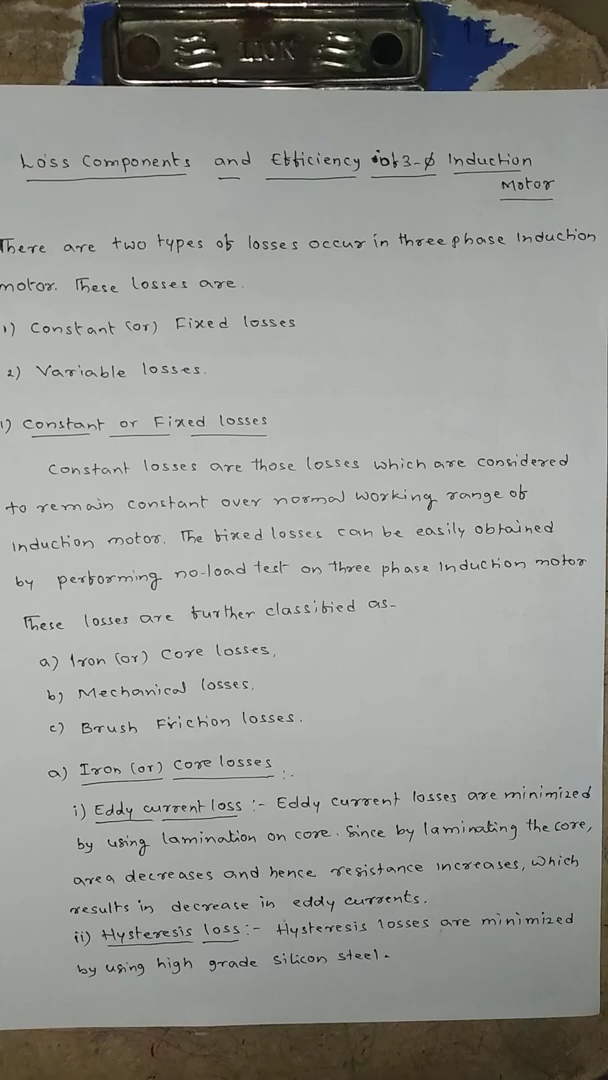 LION
Loss Components and Efficiency of 3-ϕ Induction
Motor
There are two types of losses occur in three phase Induction
motor. These losses are.
1) Constant (or) Fixed losses
2) Variable losses.
1) Constant or Fixed losses
Constant losses are those losses which are considered
to remain constant over normal working range of
induction motor. The fixed losses can be easily obtained
by performing no-load test on three phase Induction motor
These losses are further classified as-
a) Iron (or) Core losses,
b) Mechanical losses,
c) Brush Friction losses.
a) Iron (or) Core losses :.
i) Eddy current loss :- Eddy current losses are minimized
by using lamination on core. Since by laminating the core,
area decreases and hence resistance increases, which
results in decrease in eddy currents.
ii) Hysteresis loss :- Hysteresis losses are minimized
by using high grade silicon steel.